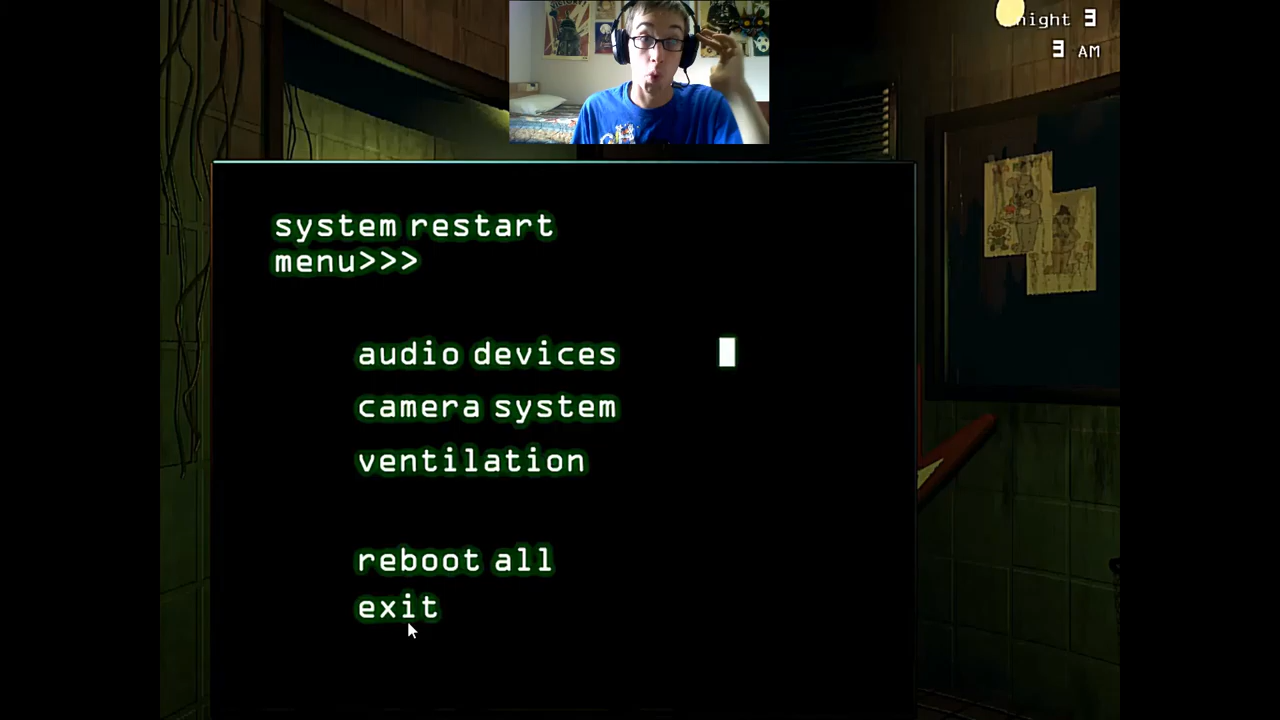 night 3
3 AM
system restart
menu>>>
audio devices
camera system
ventilation
reboot all
exit